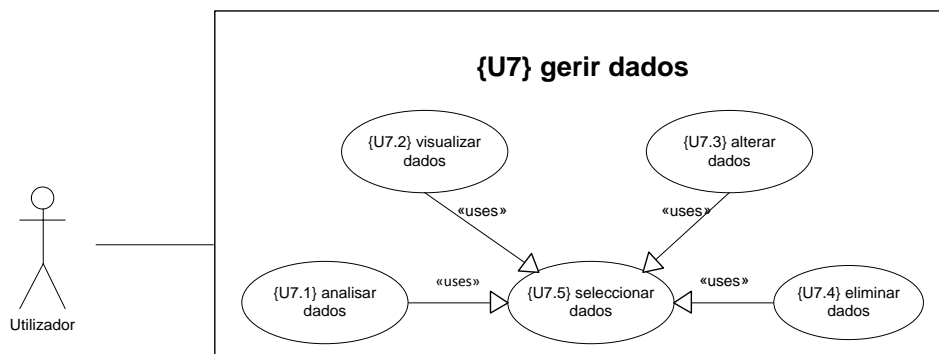 {U7} gerir dados
{U7.2} visualizar
dados
{U7.3} alterar
dados
«uses»
«uses»
Utilizador
{U7.1} analisar
dados
«uses»
{U7.5} seleccionar
dados
«uses»
{U7.4} eliminar
dados